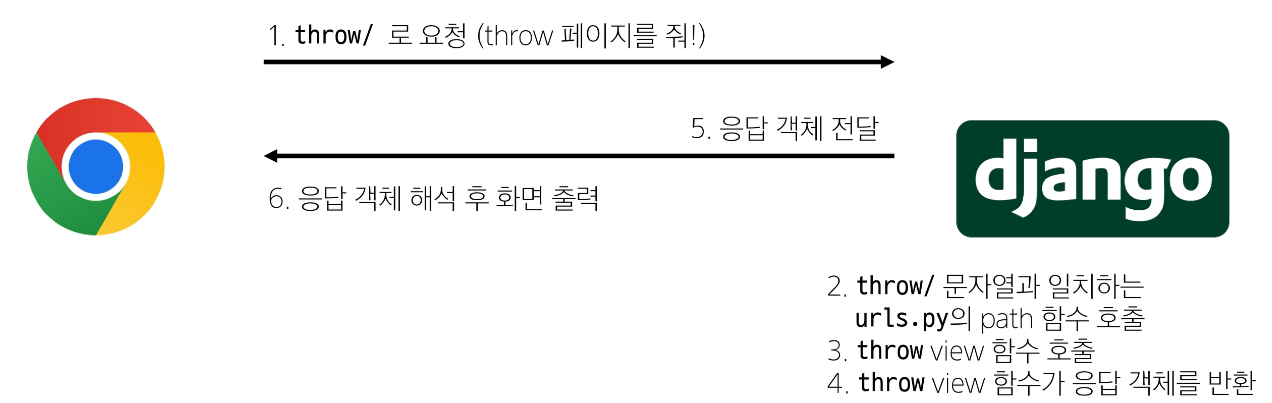 1. throw/ 로 요청 (throw 페이지를 줘!)
5. 응답 객체 전달
6. 응답 객체 해석 후 화면 출력
django
2. throw/ 문자열과 일치하는
urls.py의 path 함수 호출
3. throw view 함수 호출
4. throw view 함수가 응답 객체를 반환